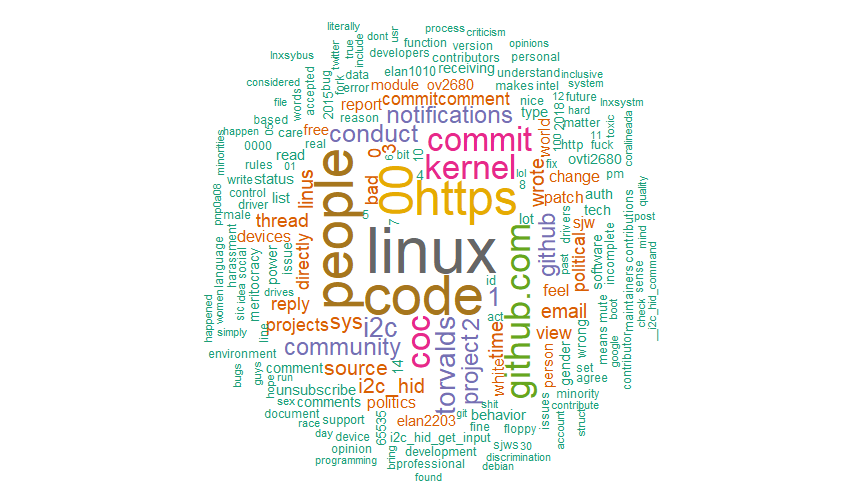 literally
process
criticism
dont
usr
opinions
lnxsybus
function
version
true
include
twitter
developers
contributors
personal
considered
data
fork
accepted
bug
2015
elan1010
receiving
understand
inclusive
error
module
ov2680
makes
intel
system
file
words
report
commitcomment
nice
12
future
lnxsystm
based
reason
notifications
type
2018
hard
happen
05
care
free
3
conduct
commit
world
100
matter
toxic
coralineada
minorities
0000
real
0
6
bit
10
lol
11
http
fuck
rules
01
read
linus
bad
4
kernel
8
wrote
fix
ovti2680
write
status
people
00
https
change
pm
control
list
patch
auth
quality
driver
pnp0a08
male
thread
5
lot
sjw
tech
post
language
devices
directly
7
linux
github.com
github
political
past
drivers
contributions
mind
harassment
social
idea
sic
women
meritocracy
power
issue
id
feel
software
incomplete
maintainers
sense
check
drives
reply
code
1
email
mute
boot
_i2c_hid_command
happened
simply
line
projects
sys
i2c
coc
torvalds
project
2
act
time
view
means
google
contributor
environment
community
wrong
gender
bugs
guys
comment
source
14
white
person
set
agree
hope
run
unsubscribe
i2c_hid
shit
minority
sex
comments
politics
git
behavior
issues
contribute
document
race
support
65535
elan2203
fine
floppy
account
struct
day
device
i2c_hid_get_input
sjws
30
opinion
bring
development
discrimination
programming
professional
debian
found